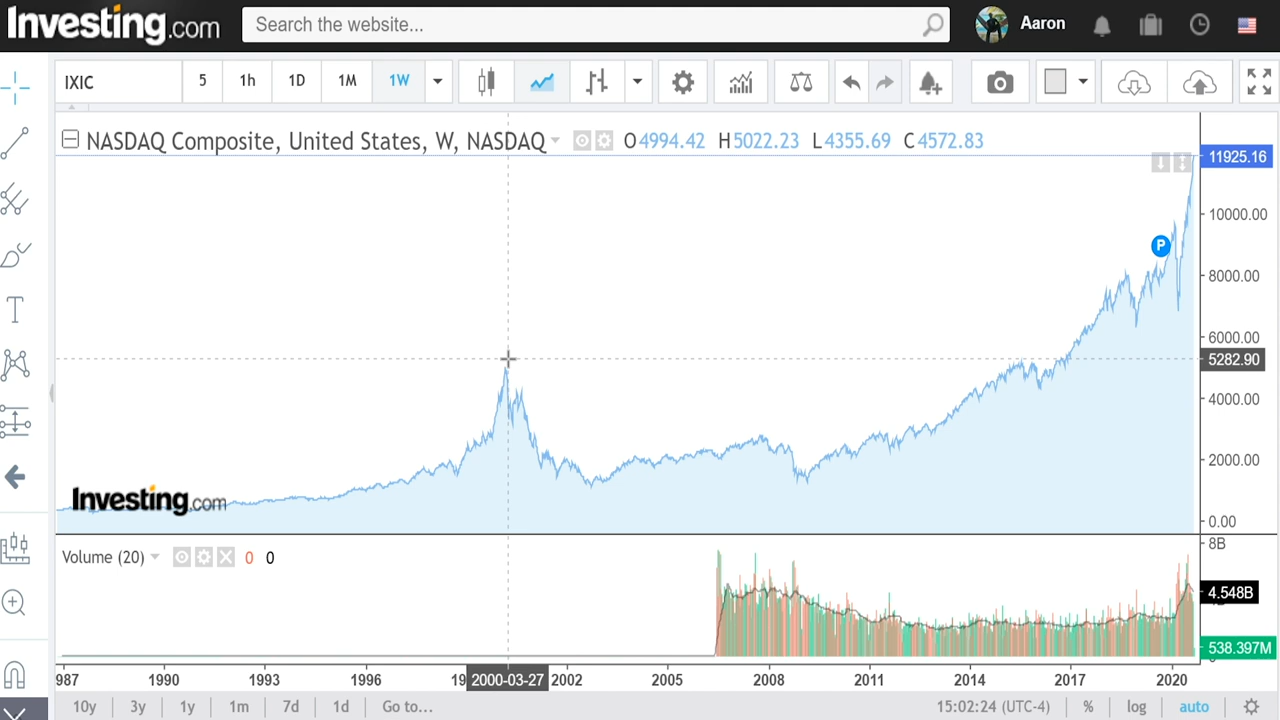 Investing.com
Search the website...
Aaron
IXIC
5
1h
1D
1M
1W
NASDAQ Composite, United States, W, NASDAQ
O4994.42 H5022.23 L4355.69 C4572.83
11925.16
10000.00
P
8000.00
6000.00
5282.90
4000.00
2000.00
Investing.com
0.00
Volume (20)
0 0
8B
4.548B
538.397M
987 1990 1993 1996 19 2000-03-27 2002 2005 2008 2011 2014 2017 2020
10y 3y 1y 1m 7d 1d Go to... 15:02:24 (UTC-4) % log auto